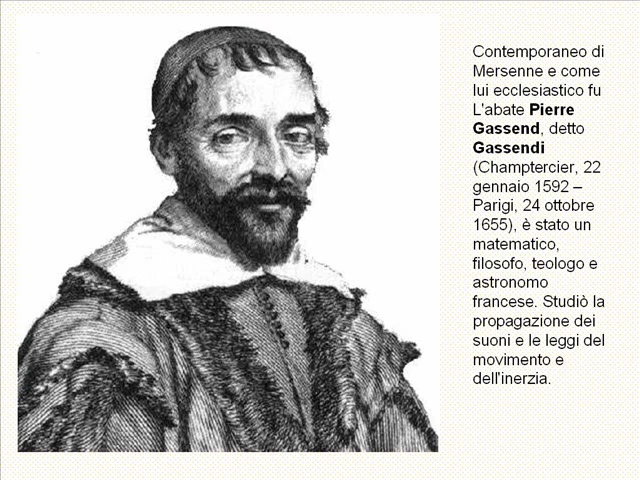 Contemporaneo di
Mersenne e come
lui ecclesiastico fu
L'abate Pierre
Gassend, detto
Gassendi
(Champtercier, 22
gennaio 1592 –
Parigi, 24 ottobre
1655), è stato un
matematico,
filosofo, teologo e
astronomo
francese. Studiò la
propagazione dei
suoni e le leggi del
movimento e
dell'inerzia.